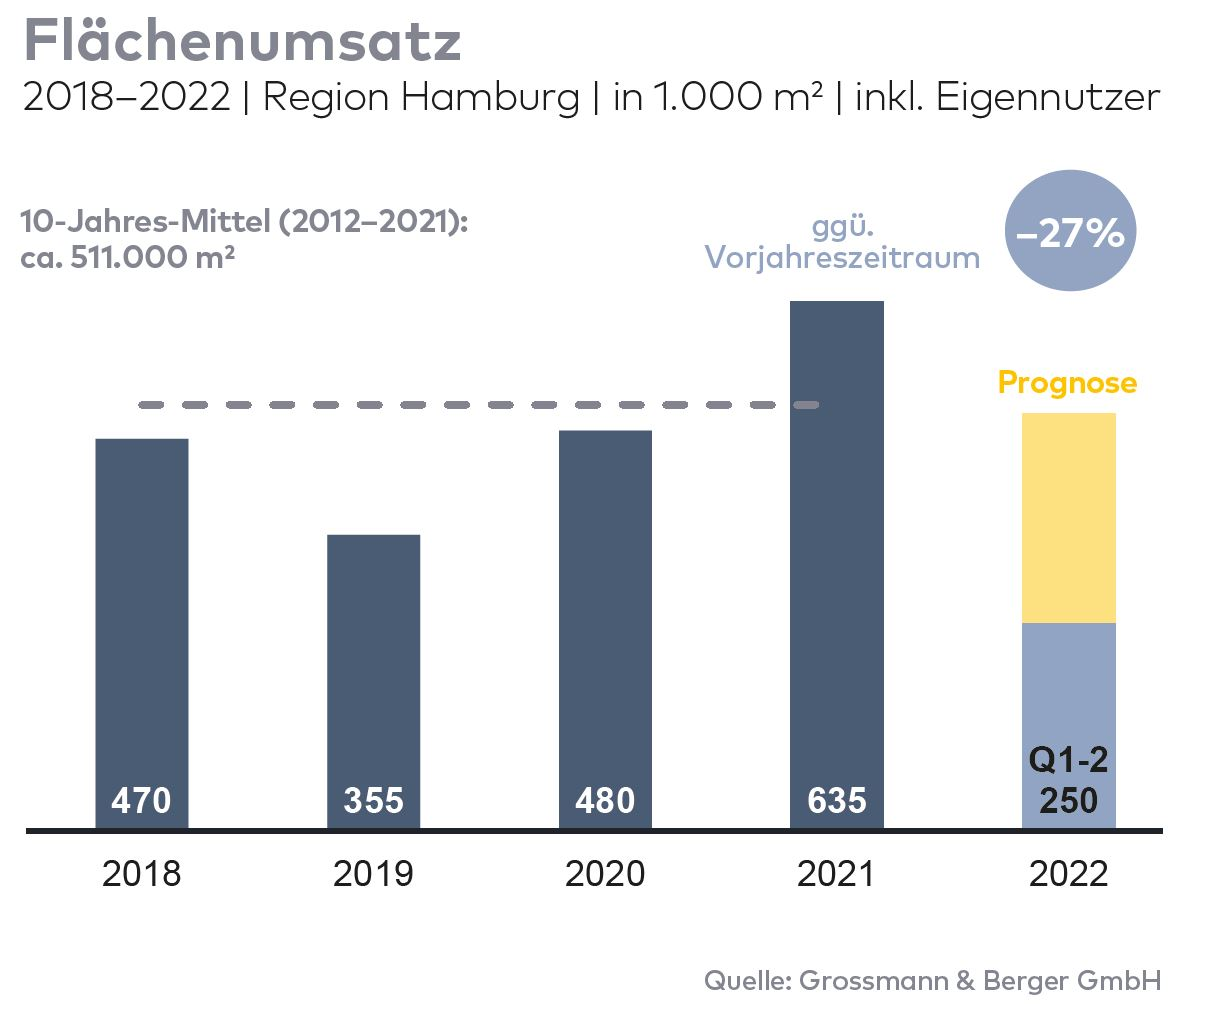 Flächenumsatz
2018–2022 | Region Hamburg | in 1.000 m² | inkl. Eigennutzer
10-Jahres-Mittel (2012–2021):
ca. 511.000 m²
ggü.
Vorjahreszeitraum
–27%
Prognose
470
355
480
635
Q1-2
250
2018
2019
2020
2021
2022
Quelle: Grossmann & Berger GmbH